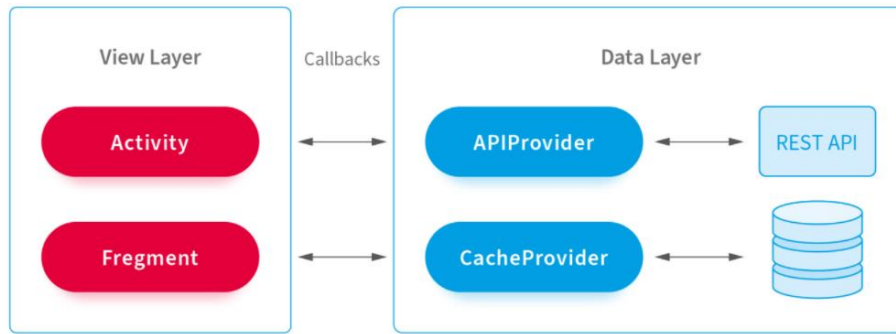 View Layer
Callbacks
Data Layer
Activity
APIProvider
REST API
Fregment
CacheProvider